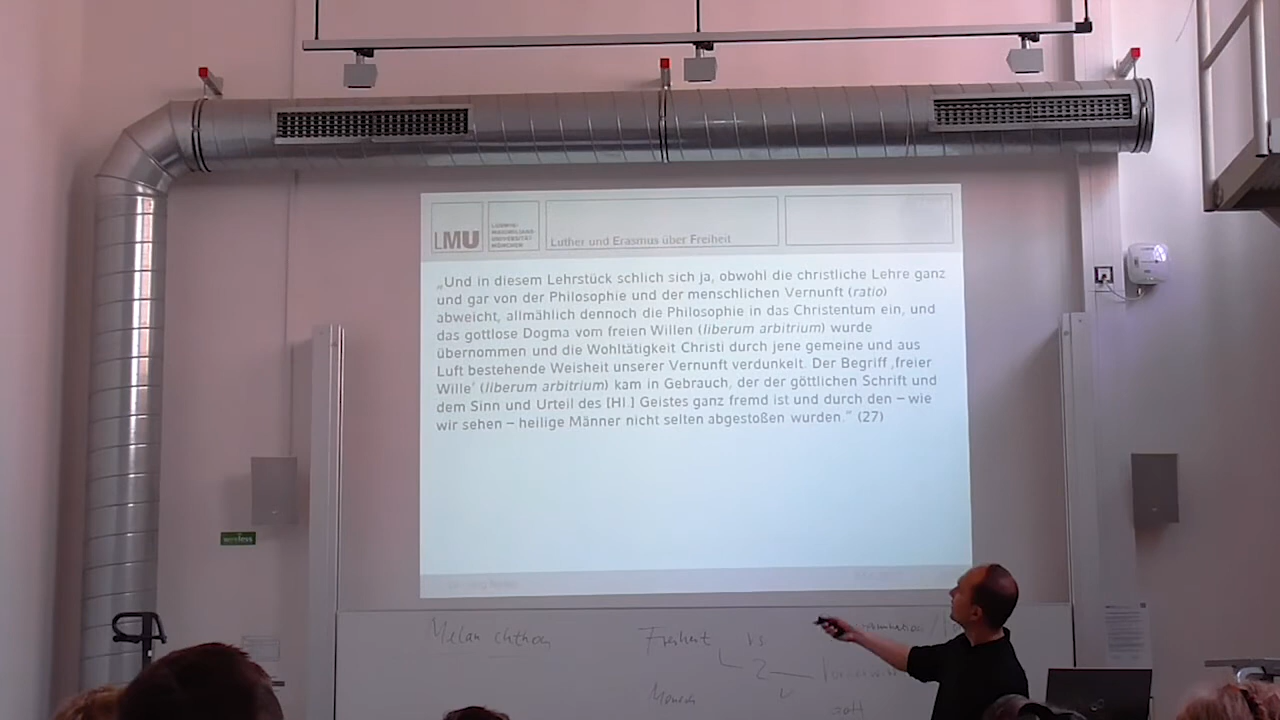 LMU
LUDWIG-
MAXIMILIANS-
UNIVERSITÄT
MÜNCHEN
Luther und Erasmus über Freiheit
„Und in diesem Lehrstück schlich sich ja, obwohl die christliche Lehre ganz
und gar von der Philosophie und der menschlichen Vernunft (ratio)
abweicht, allmählich dennoch die Philosophie in das Christentum ein, und
das gottlose Dogma vom freien Willen (liberum arbitrium) wurde
übernommen und die Wohltätigkeit Christi durch jene gemeine und aus
Luft bestehende Weisheit unserer Vernunft verdunkelt. Der Begriff ‚freier
Wille‘ (liberum arbitrium) kam in Gebrauch, der der göttlichen Schrift und
dem Sinn und Urteil des [Hl.] Geistes ganz fremd ist und durch den – wie
wir sehen – heilige Männer nicht selten abgestoßen wurden.“ (27)
Melanchthon
Freiheit vs
Mensch